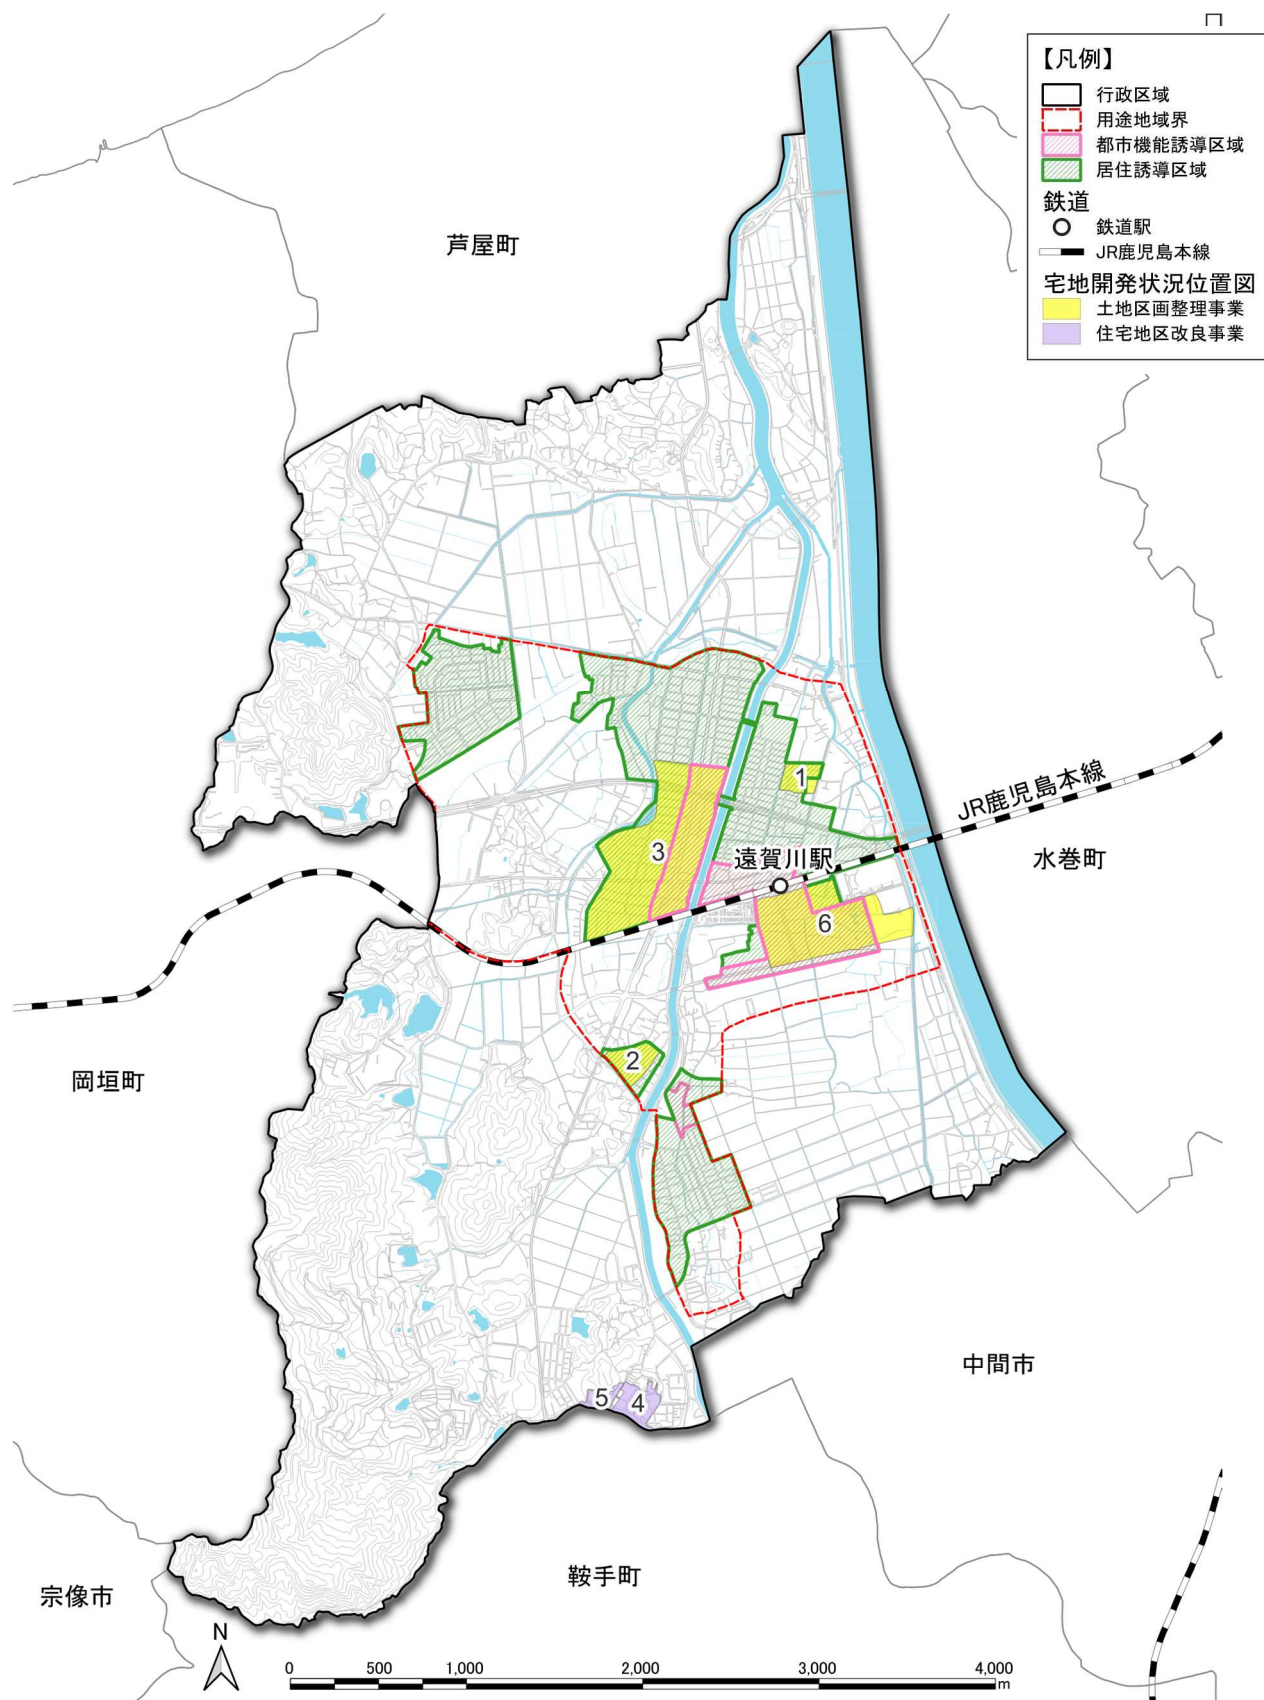 【凡例】
行政区域
用途地域界
都市機能誘導区域
居住誘導区域
鉄道
鉄道駅
JR鹿児島本線
宅地開発状況位置図
土地区画整理事業
住宅地区改良事業
芦屋町
1
JR鹿児島本線
3
遠賀川駅
水巻町
6
2
岡垣町
中間市
5
4
鞍手町
宗像市
N
0 500 1,000 2,000 3,000 4,000
m